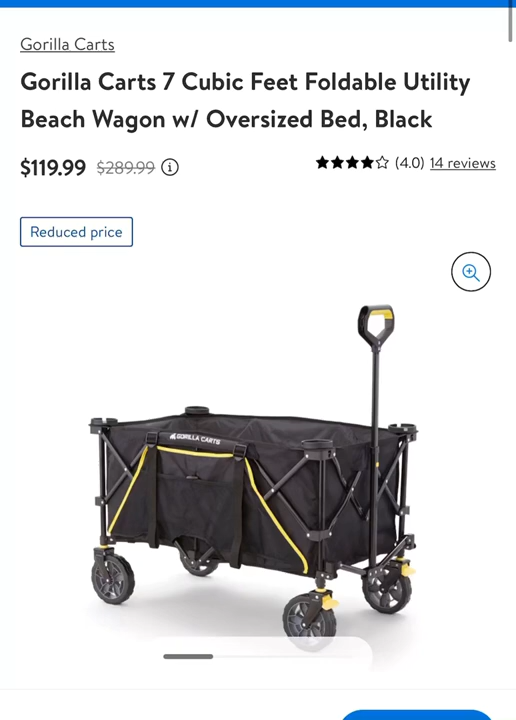 Gorilla Carts
Gorilla Carts 7 Cubic Feet Foldable Utility
Beach Wagon w/ Oversized Bed, Black
$119.99 $289.99 (4.0) 14 reviews
Reduced price
GORILLA CARTS